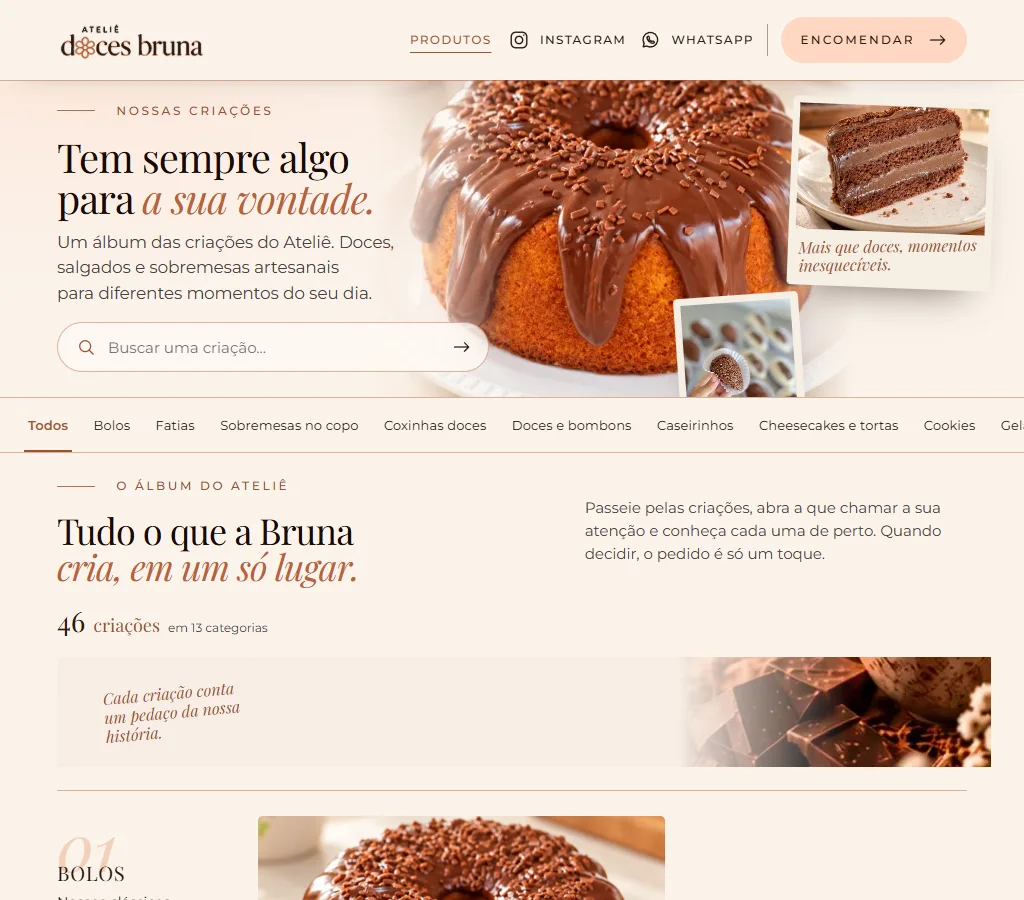 ATELIÊ
doces bruna
PRODUTOS
INSTAGRAM
WHATSAPP
ENCOMENDAR
NOSSAS CRIAÇÕES
Tem sempre algo
para a sua vontade.
Um álbum das criações do Ateliê. Doces,
salgados e sobremesas artesanais
para diferentes momentos do seu dia.
Buscar uma criação...
Mais que doces, momentos
inesquecíveis.
Todos
Bolos
Fatias
Sobremesas no copo
Coxinhas doces
Doces e bombons
Caseirinhos
Cheesecakes e tortas
Cookies
O ÁLBUM DO ATELIÊ
Tudo o que a Bruna
cria, em um só lugar.
Passeie pelas criações, abra a que chamar a sua
atenção e conheça cada uma de perto. Quando
decidir, o pedido é só um toque.
46 criações em 13 categorias
Cada criação conta
um pedaço da nossa
história.
01
BOLOS